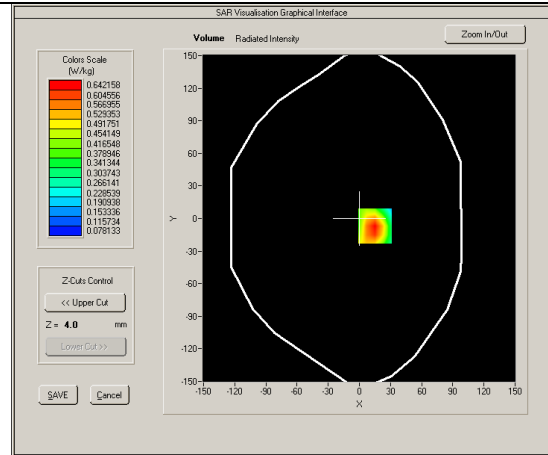 SAR Visualisation Graphical Interface
Volume Radiated Intensity
Zoom In/Out
Colors Scale
(W/kg)
0.642158
0.604556
0.566955
0.529353
0.491751
0.454149
0.416548
0.378946
0.341344
0.303743
0.266141
0.228539
0.190938
0.153336
0.115734
0.078133
Z-Cuts Control
<< Upper Cut
Z = 4.0 mm
Lower Cut >>
SAVE Cancel
150
120
90
60
30
0
-30
-60
-90
-120
-150
Y
-150 -120 -90 -60 -30 0 30 60 90 120 150
X